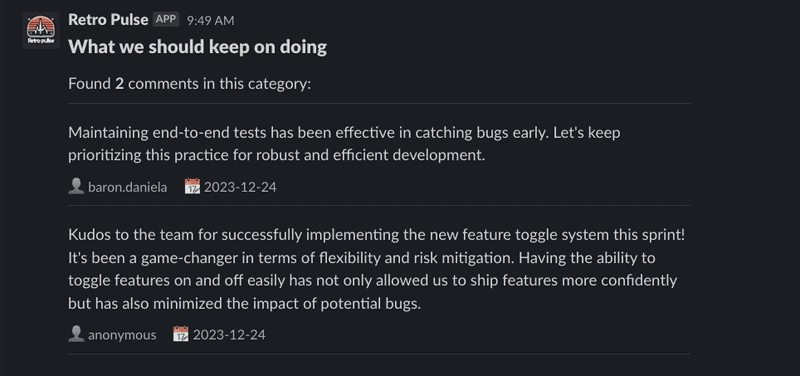 Retro Pulse APP 9:49 AM
What we should keep on doing
Found 2 comments in this category:
Maintaining end-to-end tests has been effective in catching bugs early. Let's keep
prioritizing this practice for robust and efficient development.
baron.daniela 2023-12-24
Kudos to the team for successfully implementing the new feature toggle system this sprint!
It's been a game-changer in terms of flexibility and risk mitigation. Having the ability to
toggle features on and off easily has not only allowed us to ship features more confidently
but has also minimized the impact of potential bugs.
anonymous 2023-12-24
Retro pulse